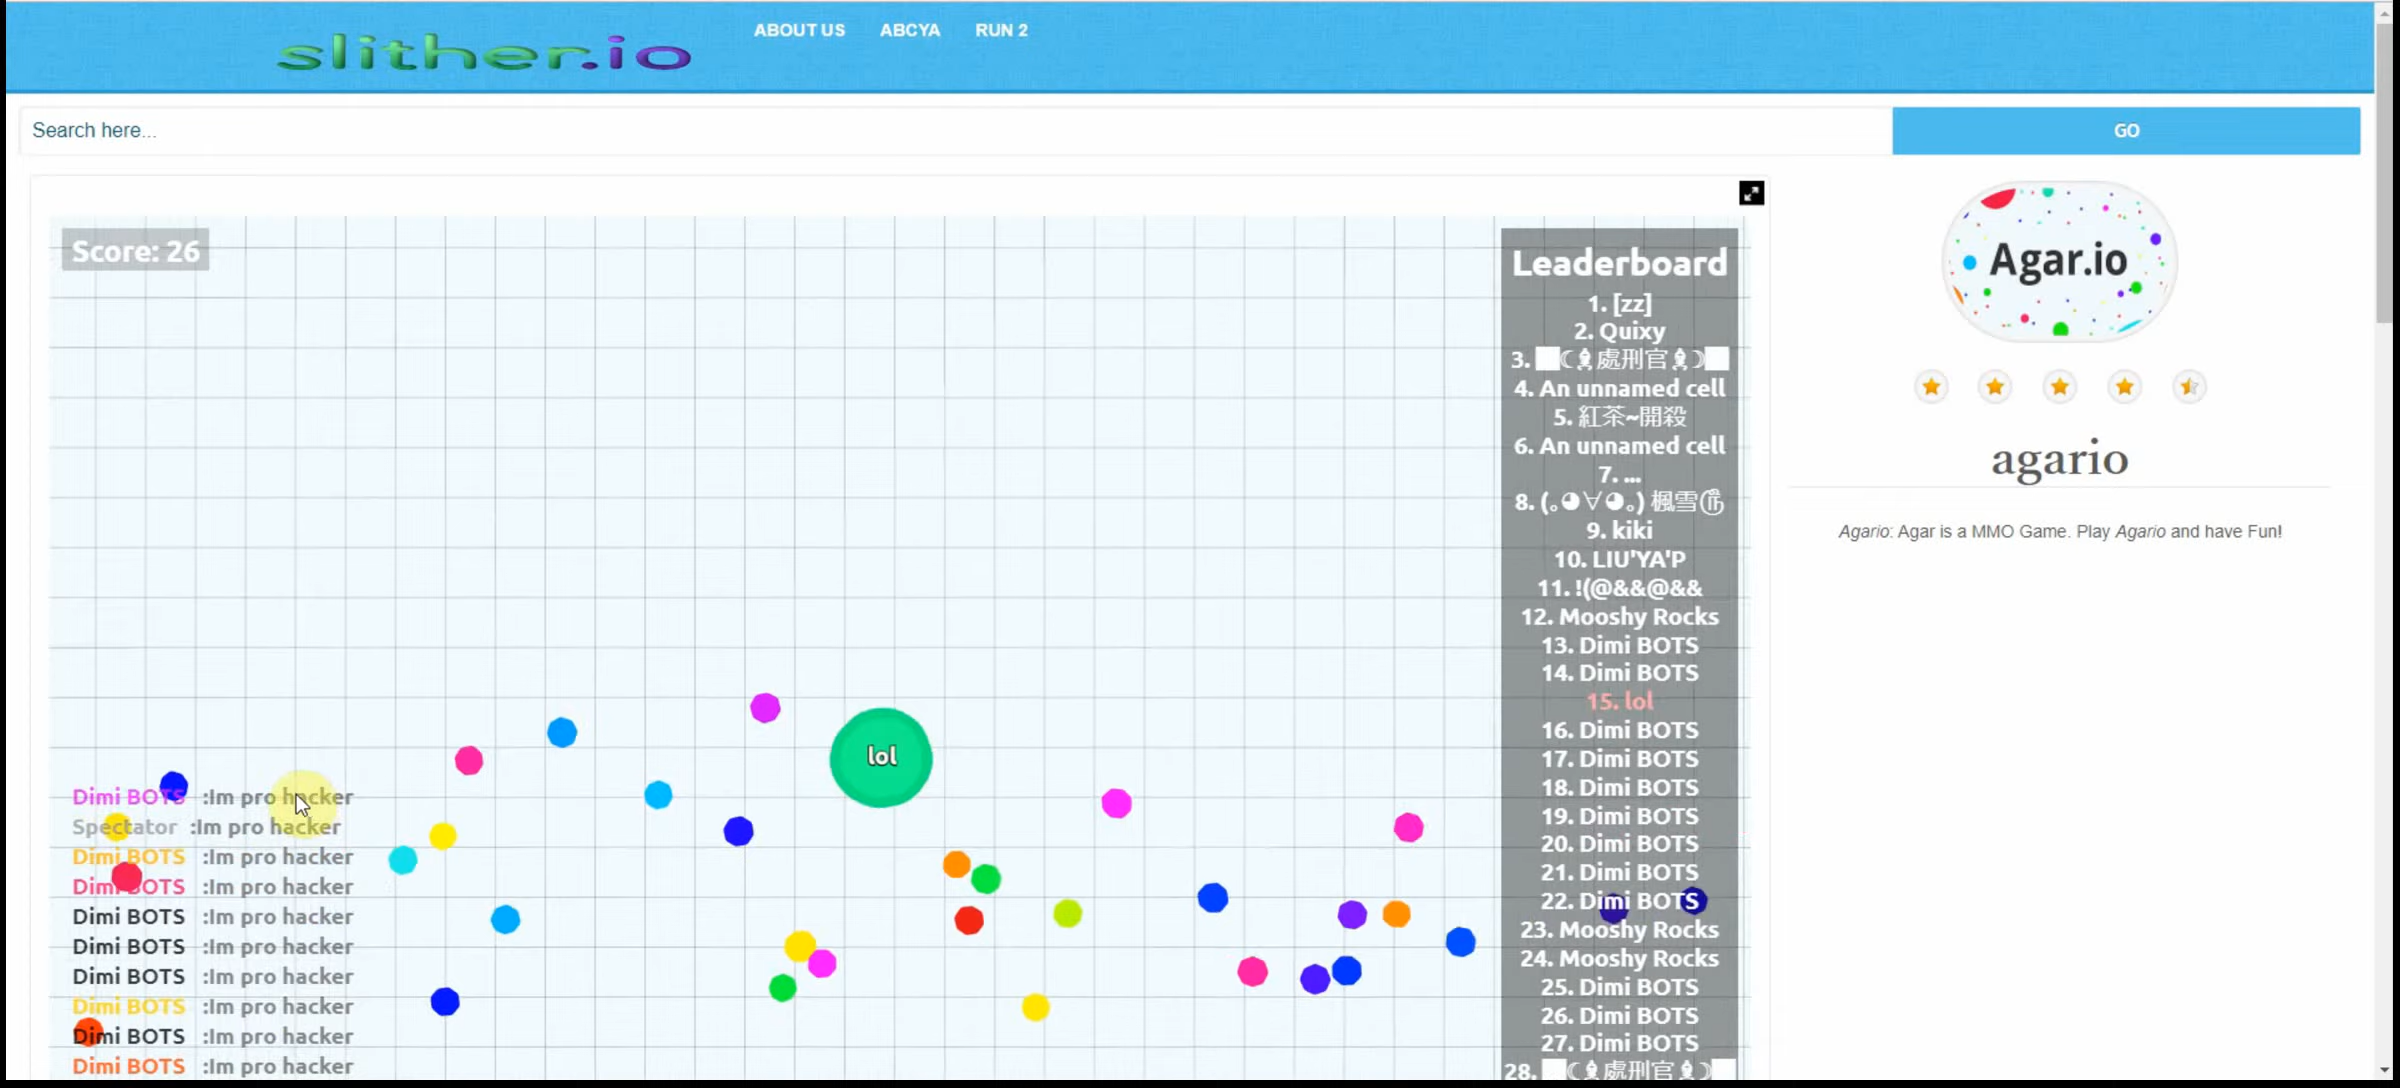 slither.io
ABOUT US
ABCYA
RUN 2
Search here...
GO
Score: 26
Leaderboard
1. [zz]
2. Quixy
3. 處刑官
4. An unnamed cell
5. 紅茶~開殺
6. An unnamed cell
7. ...
8. (｡◕∀◕｡) 楓雪
9. kiki
10. LIU'YA'P
11. !(@&&@&&
12. Mooshy Rocks
13. Dimi BOTS
14. Dimi BOTS
15. lol
16. Dimi BOTS
17. Dimi BOTS
18. Dimi BOTS
19. Dimi BOTS
20. Dimi BOTS
21. Dimi BOTS
22. Dimi BOTS
23. Mooshy Rocks
24. Mooshy Rocks
25. Dimi BOTS
26. Dimi BOTS
27. Dimi BOTS
28. 處刑官
lol
Dimi BOTS :Im pro hacker
Spectator :Im pro hacker
Dimi BOTS :Im pro hacker
Dimi BOTS :Im pro hacker
Dimi BOTS :Im pro hacker
Dimi BOTS :Im pro hacker
Dimi BOTS :Im pro hacker
Dimi BOTS :Im pro hacker
Dimi BOTS :Im pro hacker
Dimi BOTS :Im pro hacker
Agar.io
agario
Agario: Agar is a MMO Game. Play Agario and have Fun!